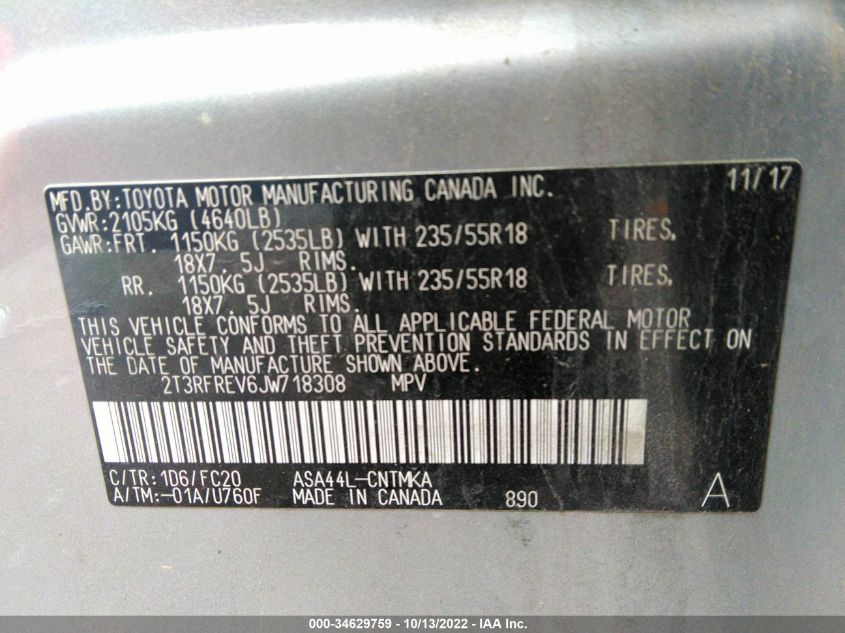 MFD.BY:TOYOTA MOTOR MANUFACTURING CANADA INC. 11/17
GVWR:2105KG (4640LB)
GAWR:FRT. 1150KG (2535LB) WITH 235/55R18 TIRES,
18X7. 5J RIMS.
RR. 1150KG (2535LB) WITH 235/55R18 TIRES,
18X7. 5J RIMS.
THIS VEHICLE CONFORMS TO ALL APPLICABLE FEDERAL MOTOR
VEHICLE SAFETY AND THEFT PREVENTION STANDARDS IN EFFECT ON
THE DATE OF MANUFACTURE SHOWN ABOVE.
2T3RFREV6JW718308 MPV
C/TR:1D6/FC20 ASA44L-CNTMKA
A/TM:-01A/U760F MADE IN CANADA 890 A
000-34629759 - 10/13/2022 - IAA Inc.